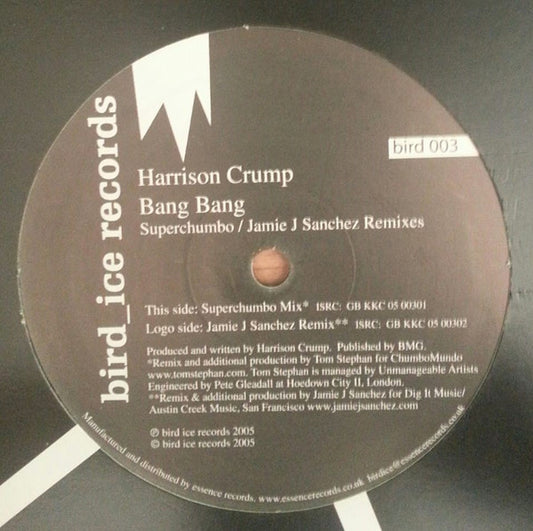 bird_ice records
bird 003
Harrison Crump
Bang Bang
Superchumbo / Jamie J Sanchez Remixes
This side: Superchumbo Mix* ISRC: GB KKC 05 00301
Logo side: Jamie J Sanchez Remix** ISRC: GB KKC 05 00302
Produced and written by Harrison Crump. Published by BMG.
*Remix and additional production by Tom Stephan for ChumboMundo
www.tomstephan.com. Tom Stephan is managed by Unmanageable Artists
Engineered by Pete Gleadall at Hoedown City II, London.
**Remix & additional production by Jamie J Sanchez for Dig It Music/
Austin Creek Music, San Francisco www.jamiejsanchez.com
℗ bird ice records 2005
© bird ice records 2005
Manufactured and distributed by essence records, www.essencerecords.co.uk birdice@essencerecords.co.uk